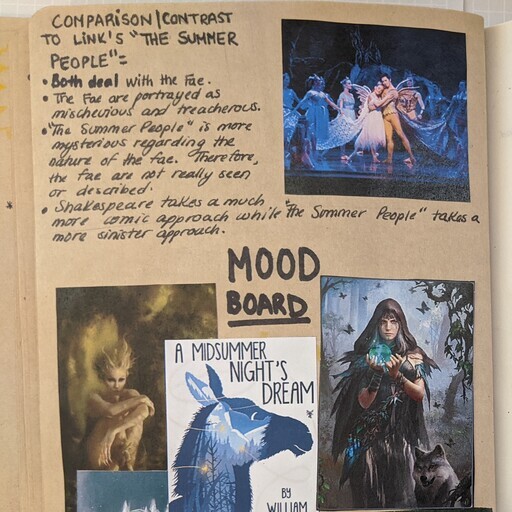 COMPARISON/CONTRAST
TO LINK'S "THE SUMMER
PEOPLE"=
• Both deal with the Fae.
• The Fae are portrayed as
mischevious and treacherous.
• "The Summer People" is more
mysterious regarding the
nature of the fae. Therefore,
the fae are not really seen
or described.
• Shakespeare takes a much
more comic approach while "The Summer People" takes a
more sinister approach.
MOOD
BOARD
A MIDSUMMER
NIGHT'S
DREAM
BY
WILLIAM